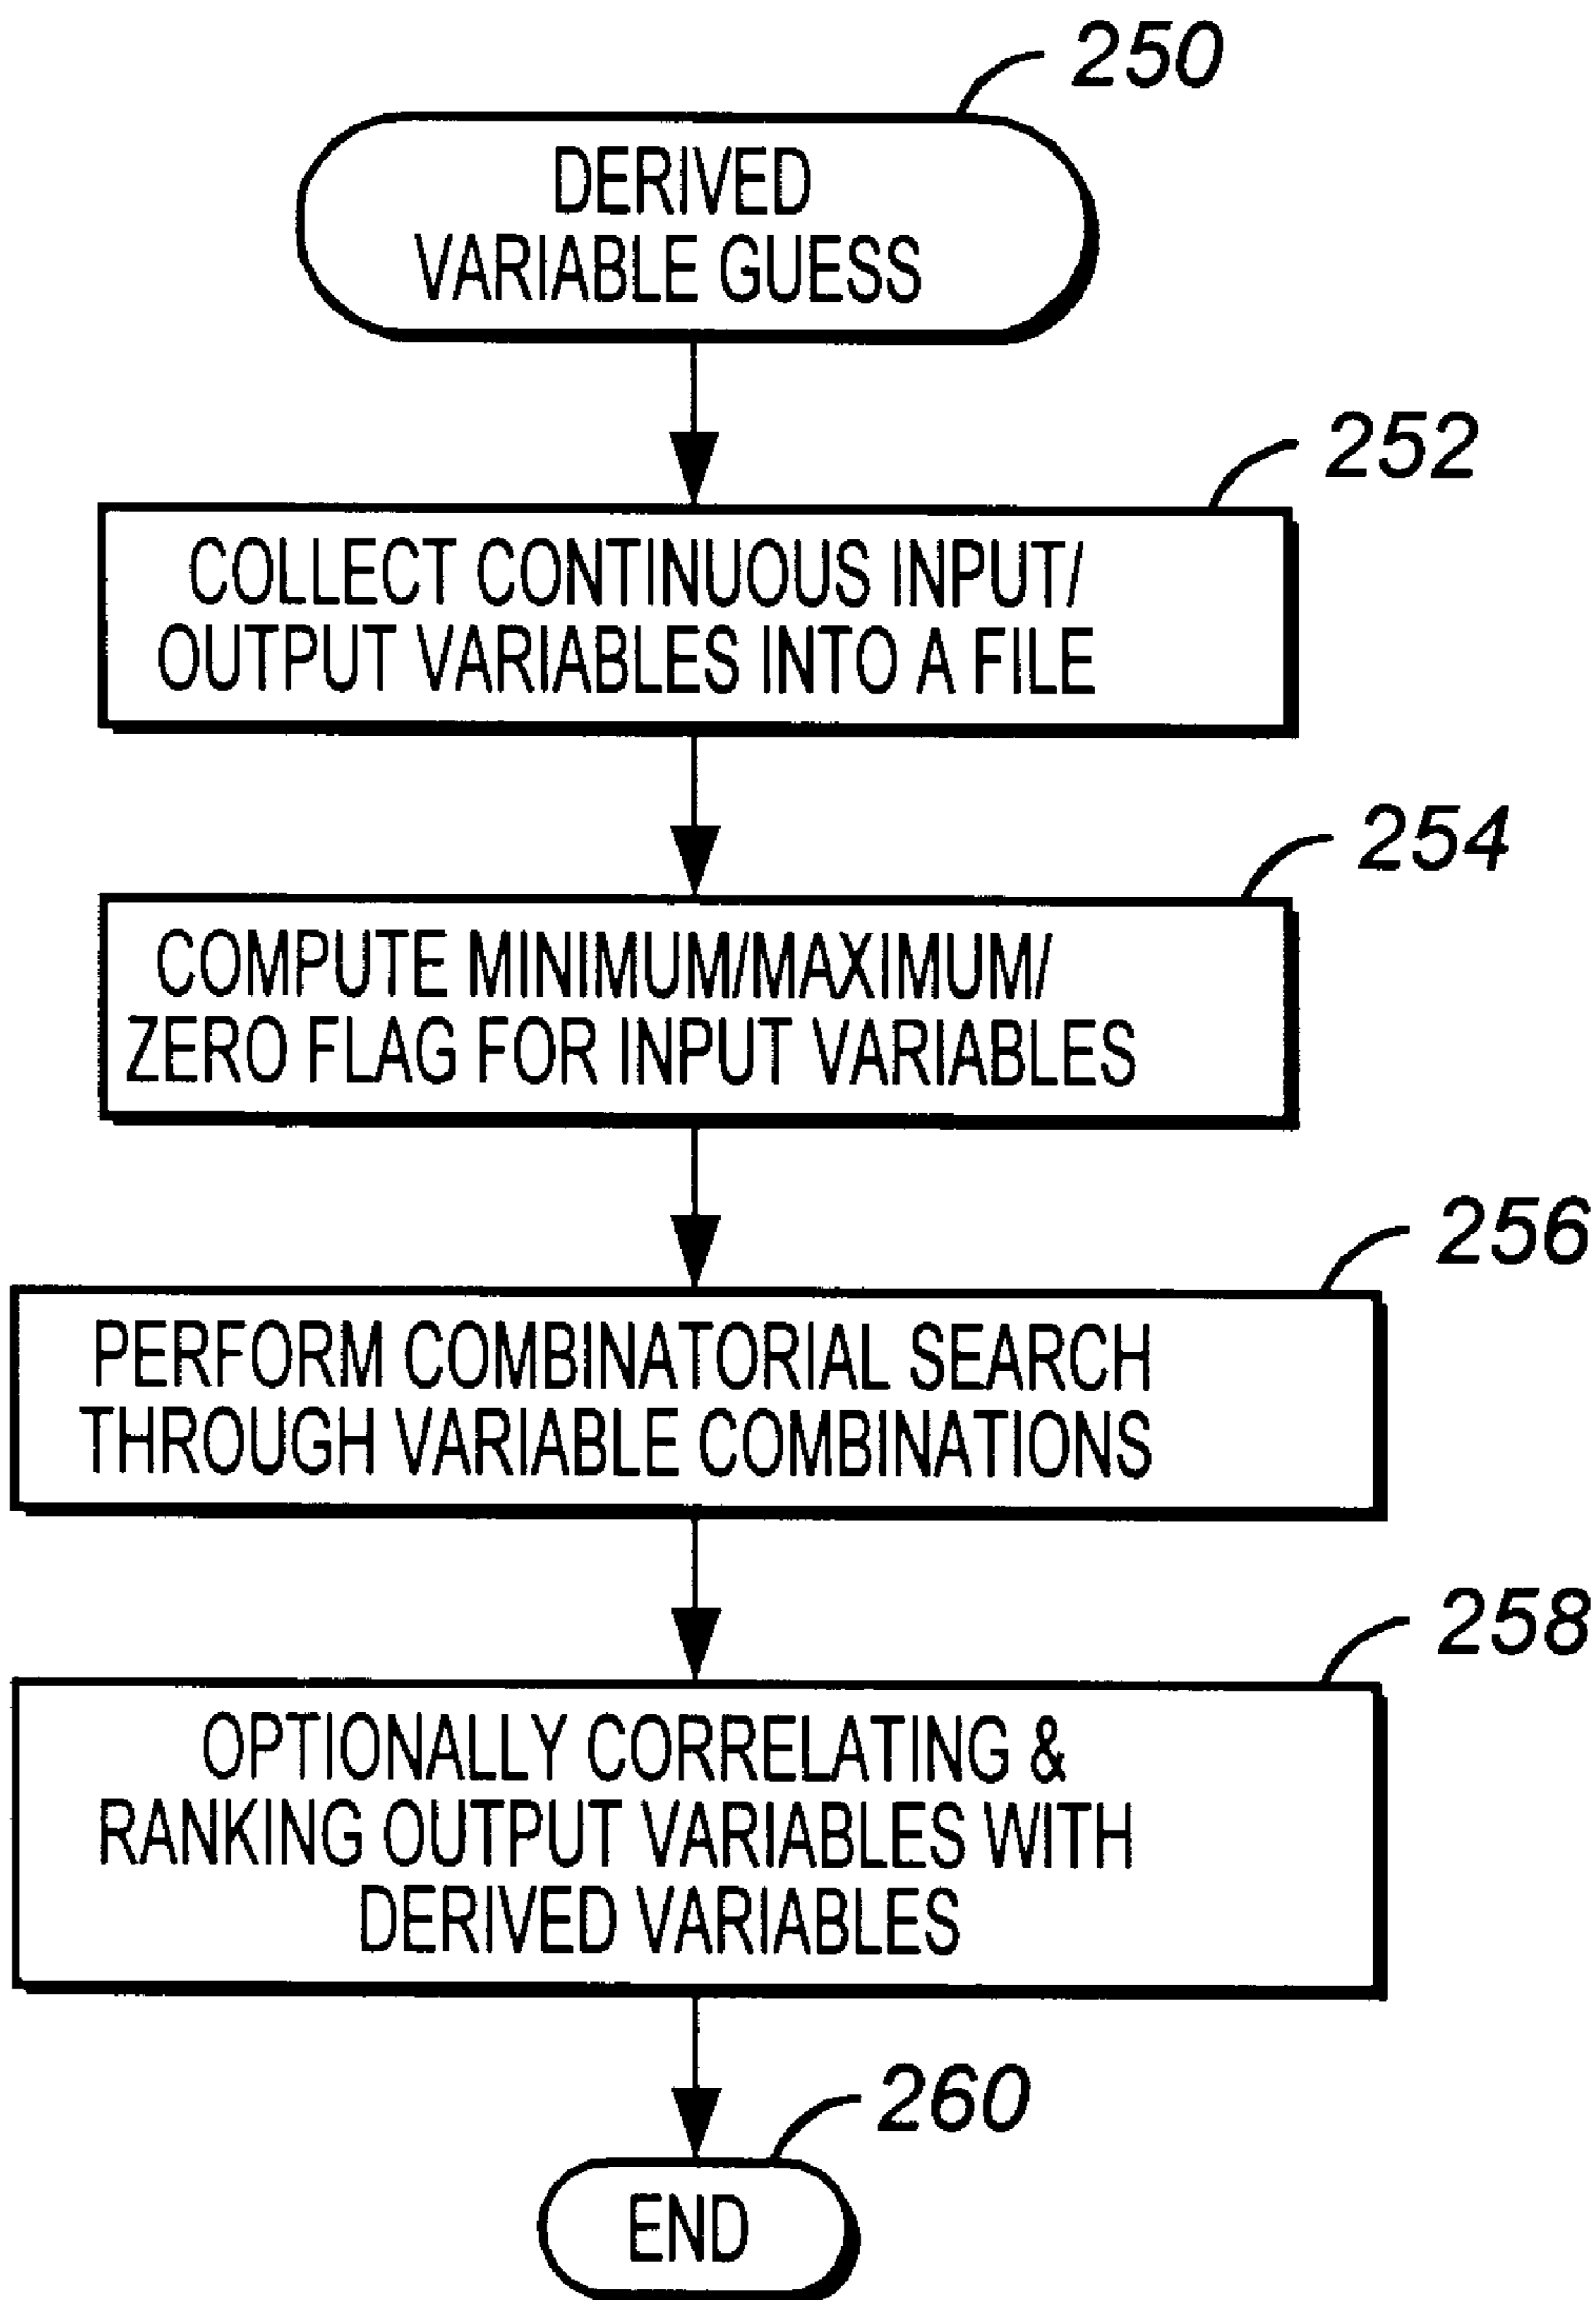 250
DERIVED
VARIABLE GUESS
252
COLLECT CONTINUOUS INPUT/
OUTPUT VARIABLES INTO A FILE
254
COMPUTE MINIMUM/MAXIMUM/
ZERO FLAG FOR INPUT VARIABLES
256
PERFORM COMBINATORIAL SEARCH
THROUGH VARIABLE COMBINATIONS
258
OPTIONALLY CORRELATING &
RANKING OUTPUT VARIABLES WITH
DERIVED VARIABLES
260
END